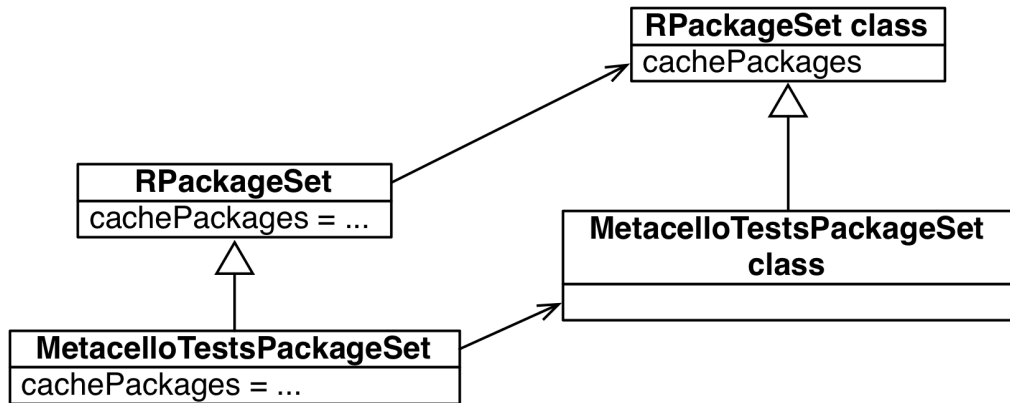 RPackageSet class
cachePackages
RPackageSet
cachePackages = ...
MetacelloTestsPackageSet
class
MetacelloTestsPackageSet
cachePackages = ...